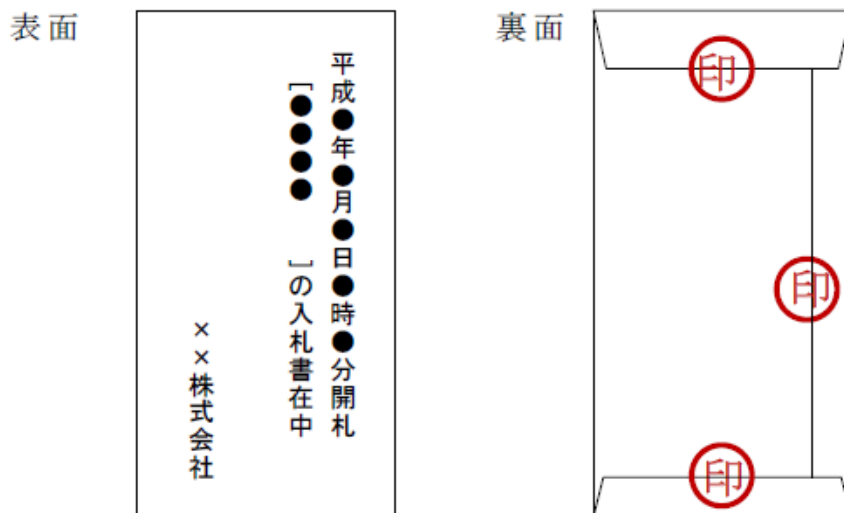 表面
平成●年●月●日●時●分開札
[●●●● ]の入札書在中
××株式会社
裏面
印
印
印